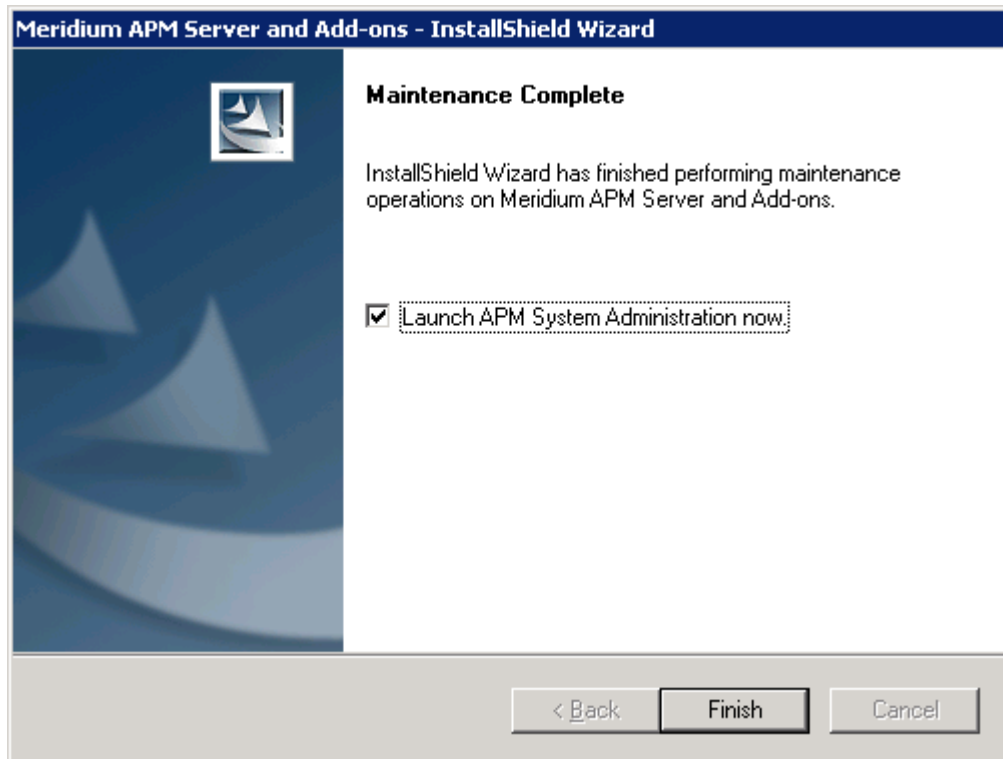 Meridium APM Server and Add-ons - InstallShield Wizard
Maintenance Complete
InstallShield Wizard has finished performing maintenance
operations on Meridium APM Server and Add-ons.
Launch APM System Administration now.
< Back
Finish
Cancel